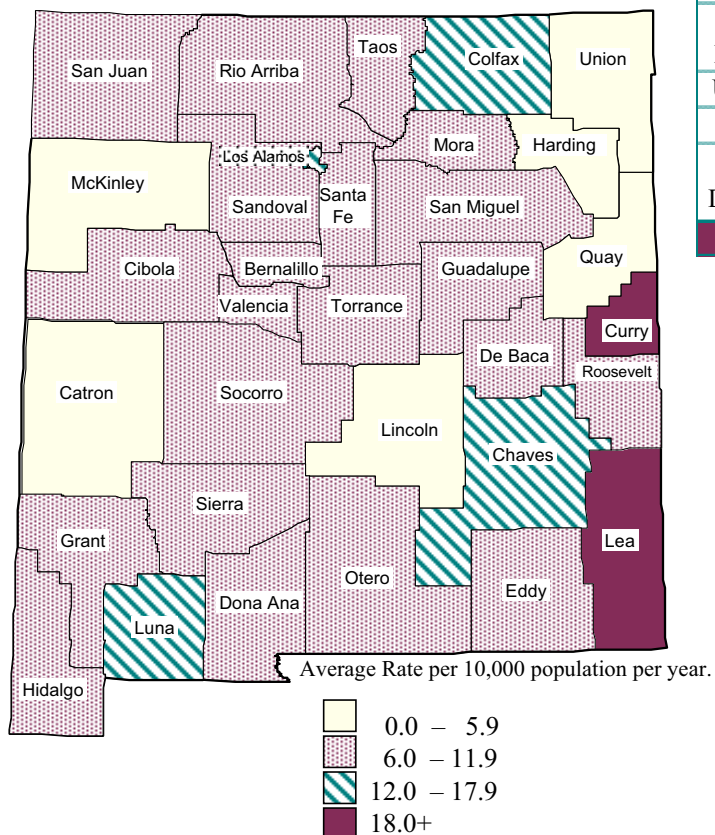 Taos
San Juan
Rio Arriba
Colfax
Union
Los Alamos
Mora
Harding
McKinley
Santa
Fe
Sandoval
San Miguel
Cibola
Bernalillo
Guadalupe
Quay
Valencia
Torrance
Curry
De Baca
Roosevelt
Catron
Socorro
Lincoln
Chaves
Sierra
Grant
Lea
Otero
Eddy
Dona Ana
Luna
Hidalgo
Average Rate per 10,000 population per year.
0.0 – 5.9
6.0 – 11.9
12.0 – 17.9
18.0+